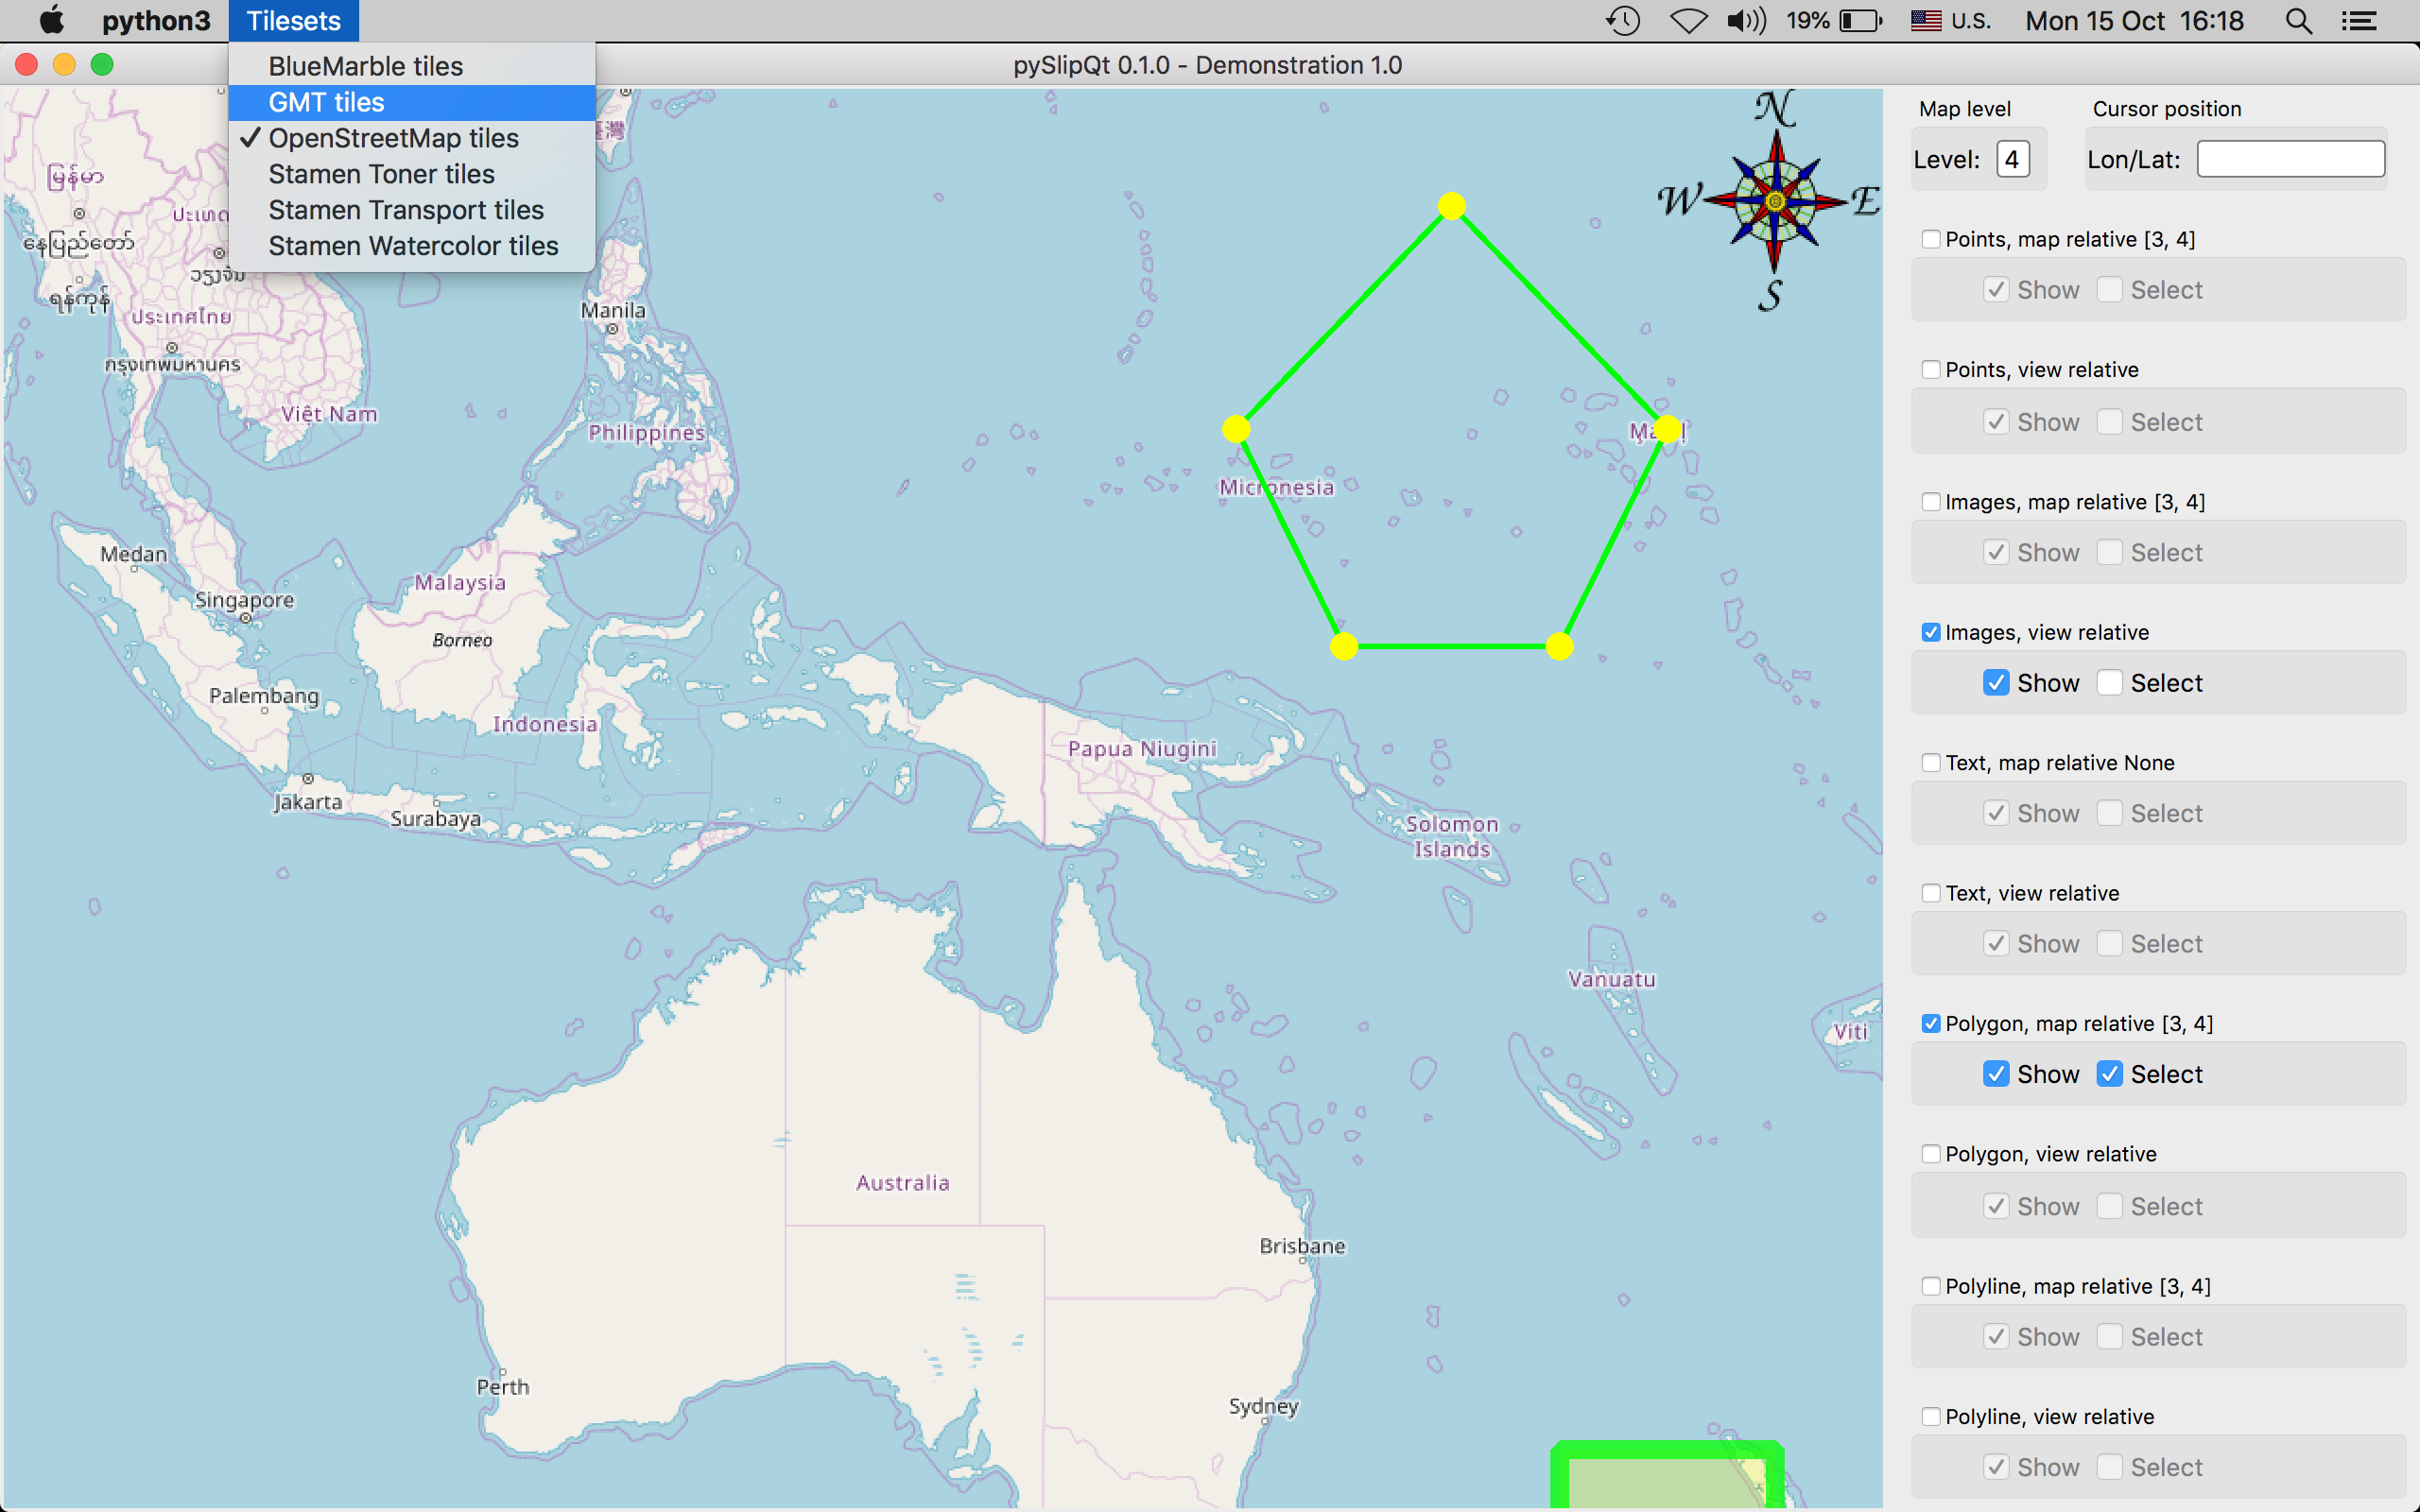 python3 Tilesets 19% U.S. Mon 15 Oct 16:18
pySlipQt 0.1.0 - Demonstration 1.0
BlueMarble tiles
GMT tiles
OpenStreetMap tiles
Stamen Toner tiles
Stamen Transport tiles
Stamen Watercolor tiles
N
W
E
S
မြန်မာ
နေပြည်တော်
ရန်ကုန်
ວຽງຈັນ
ประเทศไทย
กรุงเทพมหานคร
Việt Nam
Manila
Philippines
Micronesia
Medan
Singapore
Malaysia
Borneo
Palembang
Indonesia
Papua Niugini
Jakarta
Surabaya
Solomon
Islands
Vanuatu
Viti
Australia
Brisbane
Perth
Sydney
Map level
Level: 4
Cursor position
Lon/Lat:
Points, map relative [3, 4]
Show Select
Points, view relative
Show Select
Images, map relative [3, 4]
Show Select
Images, view relative
Show Select
Text, map relative None
Show Select
Text, view relative
Show Select
Polygon, map relative [3, 4]
Show Select
Polygon, view relative
Show Select
Polyline, map relative [3, 4]
Show Select
Polyline, view relative
Show Select